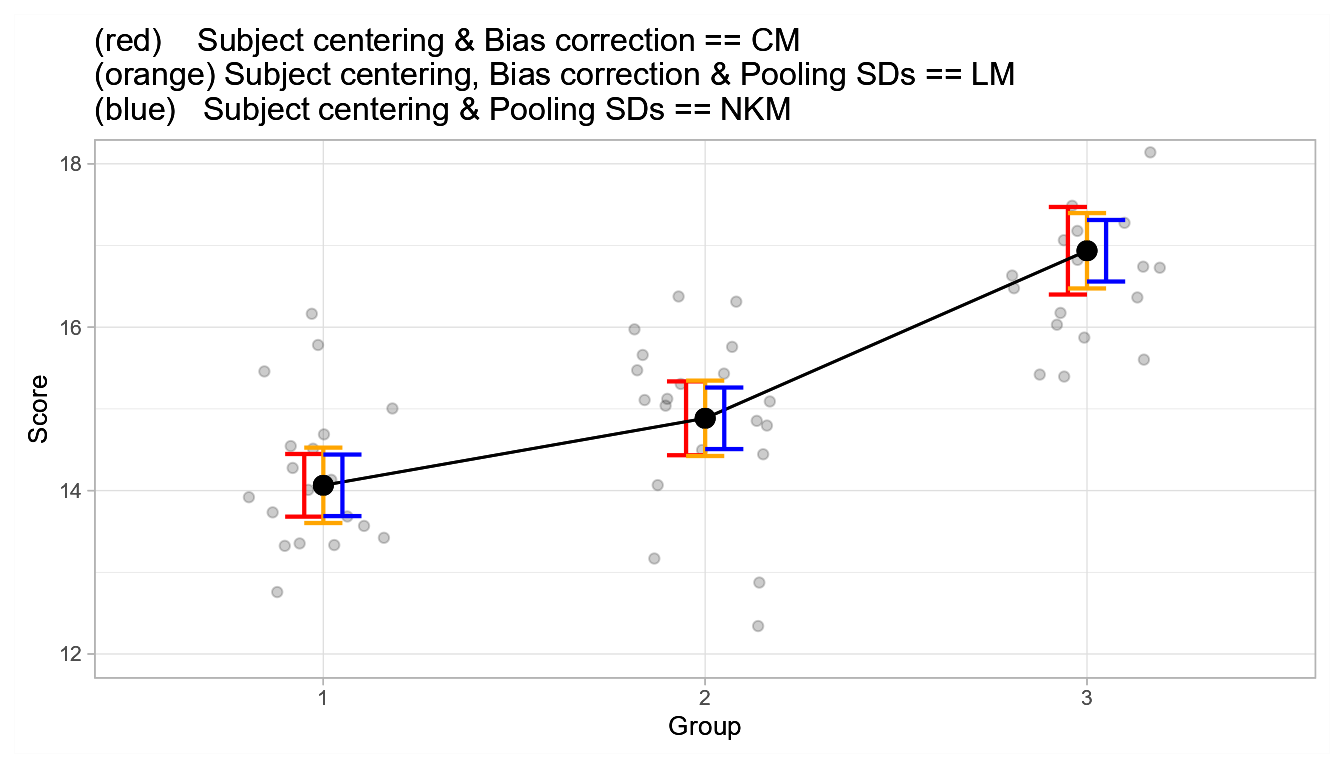 (red)    Subject centering & Bias correction == CM
(orange) Subject centering, Bias correction & Pooling SDs == LM
(blue)   Subject centering & Pooling SDs == NKM
18
16
14
12
Score
1 2 3
Group